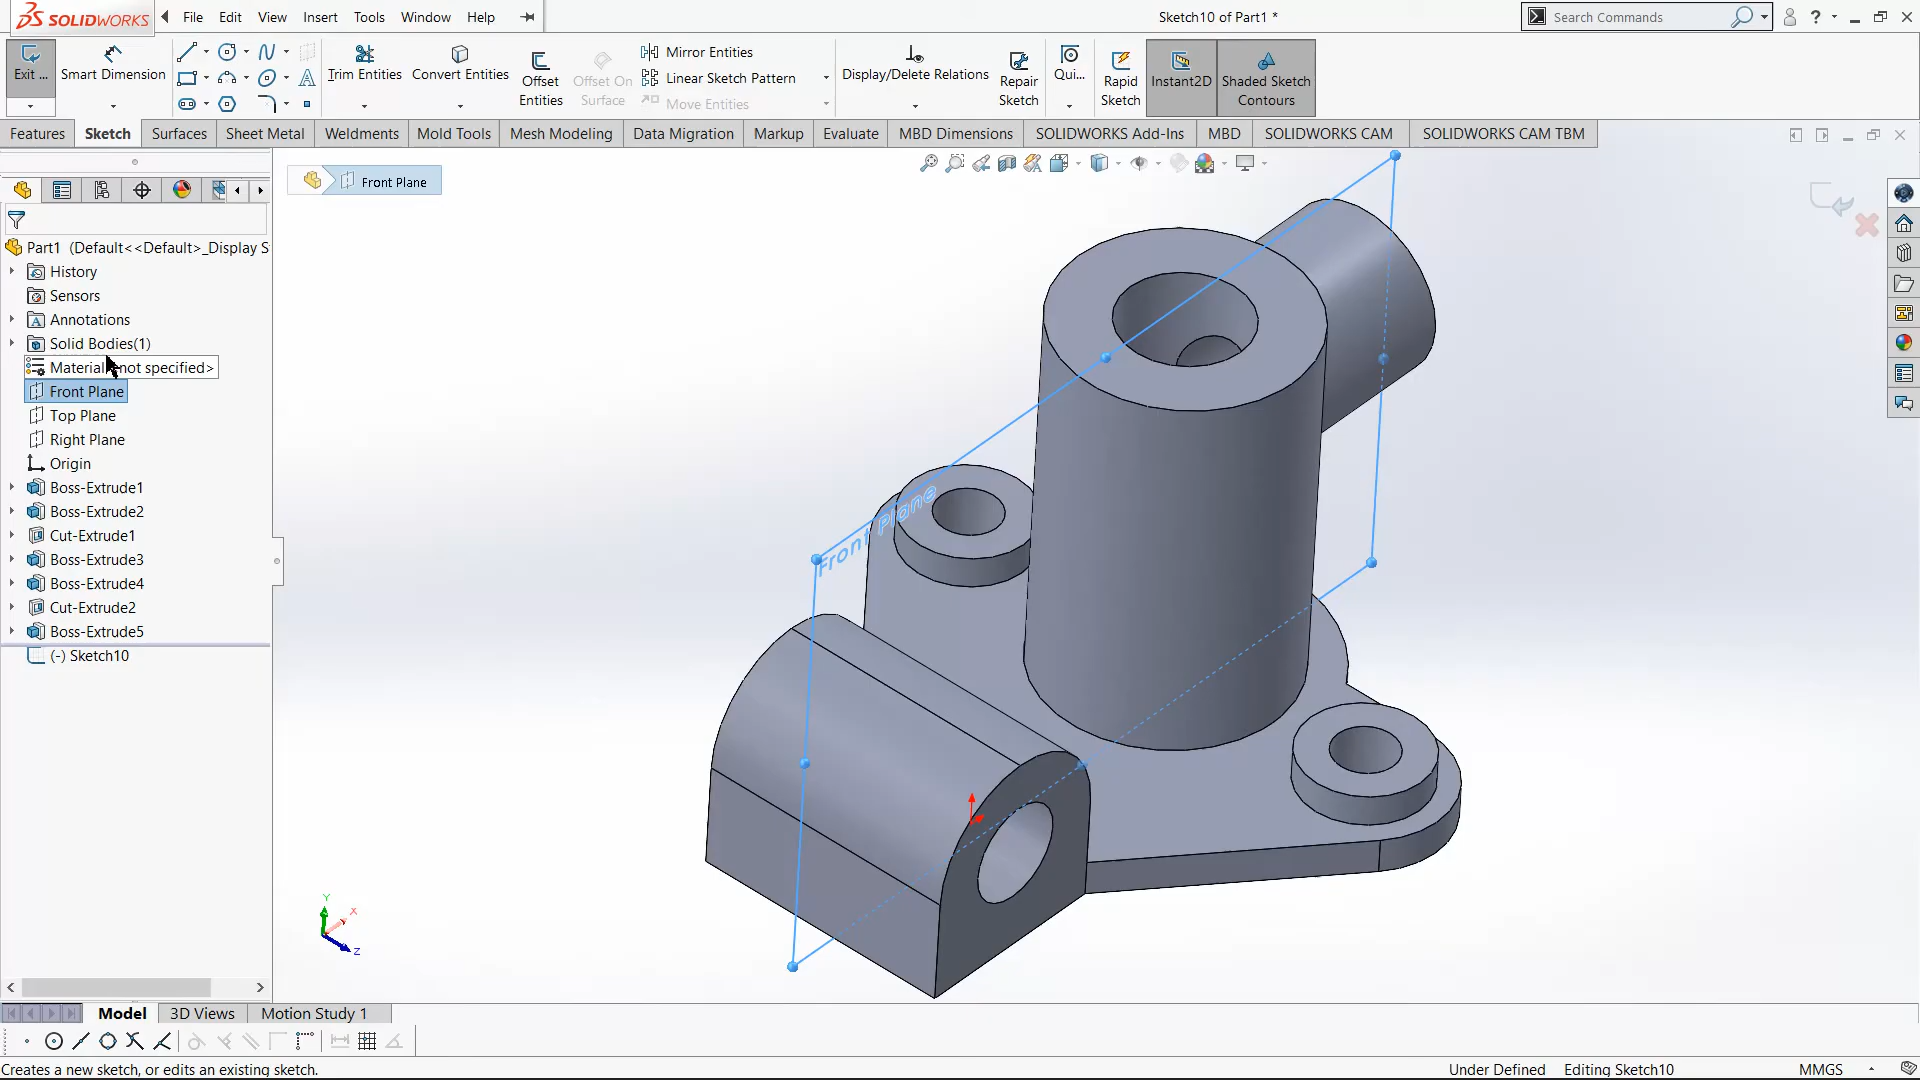 SOLIDWORKS File Edit View Insert Tools Window Help Sketch10 of Part1 * Search Commands ?
Exit ... Smart Dimension Trim Entities Convert Entities Offset Entities Offset On Surface Mirror Entities Linear Sketch Pattern Move Entities Display/Delete Relations Repair Sketch Qui... Rapid Sketch Instant2D Shaded Sketch Contours
Features Sketch Surfaces Sheet Metal Weldments Mold Tools Mesh Modeling Data Migration Markup Evaluate MBD Dimensions SOLIDWORKS Add-Ins MBD SOLIDWORKS CAM SOLIDWORKS CAM TBM
Front Plane
Part1 (Default<<Default>_Display S
History
Sensors
Annotations
Solid Bodies(1)
Material <not specified>
Front Plane
Top Plane
Right Plane
Origin
Boss-Extrude1
Boss-Extrude2
Cut-Extrude1
Boss-Extrude3
Boss-Extrude4
Cut-Extrude2
Boss-Extrude5
(-) Sketch10
Front Plane
Y
X
Z
Model 3D Views Motion Study 1
Creates a new sketch, or edits an existing sketch. Under Defined Editing Sketch10 MMGS